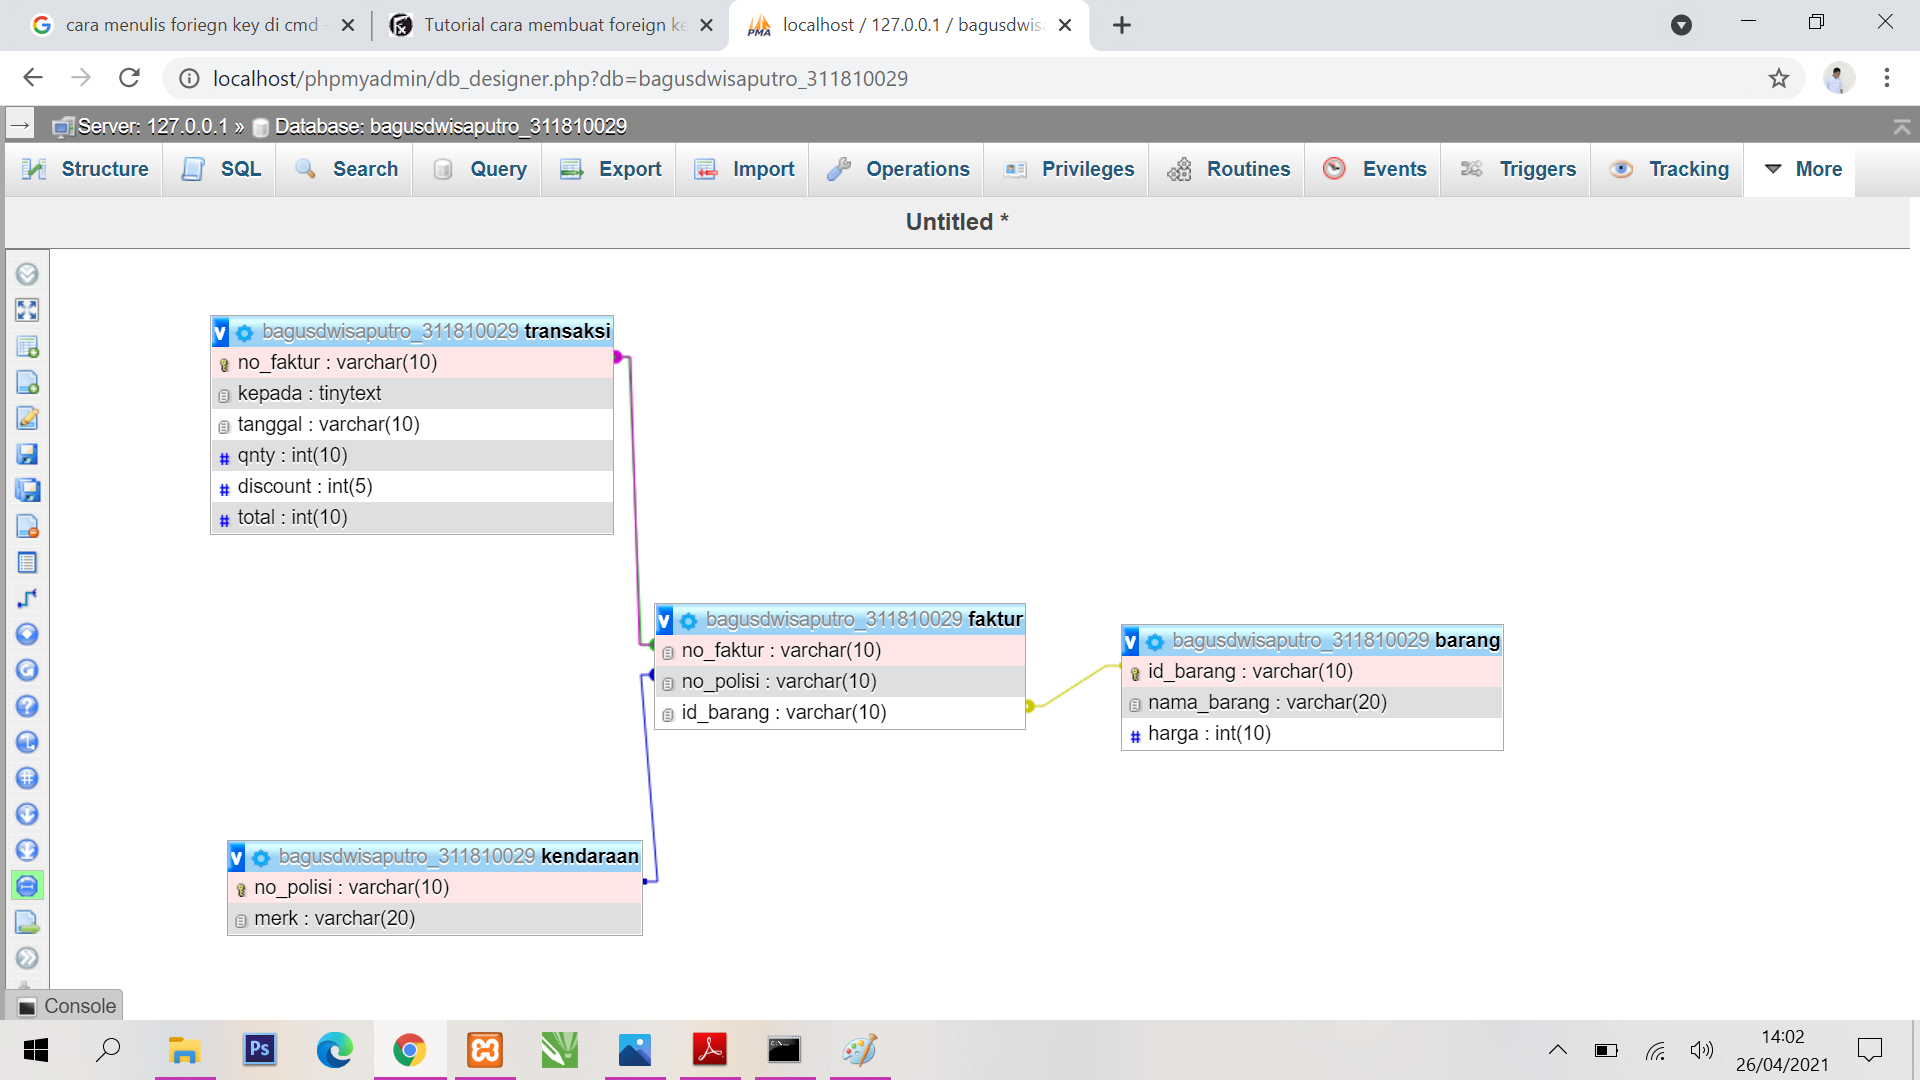 cara menulis foriegn key di cmd -
Tutorial cara membuat foreign ke
PMA
localhost / 127.0.0.1 / bagusdwisa
localhost/phpmyadmin/db_designer.php?db=bagusdwisaputro_311810029
Server: 127.0.0.1 » Database: bagusdwisaputro_311810029
Structure SQL Search Query Export Import Operations Privileges Routines Events Triggers Tracking More
Untitled *
v bagusdwisaputro_311810029 transaksi
no_faktur : varchar(10)
kepada : tinytext
tanggal : varchar(10)
# qnty : int(10)
# discount : int(5)
# total : int(10)
v bagusdwisaputro_311810029 faktur
no_faktur : varchar(10)
no_polisi : varchar(10)
id_barang : varchar(10)
v bagusdwisaputro_311810029 barang
id_barang : varchar(10)
nama_barang : varchar(20)
# harga : int(10)
v bagusdwisaputro_311810029 kendaraan
no_polisi : varchar(10)
merk : varchar(20)
Console
Ps
14:02
26/04/2021